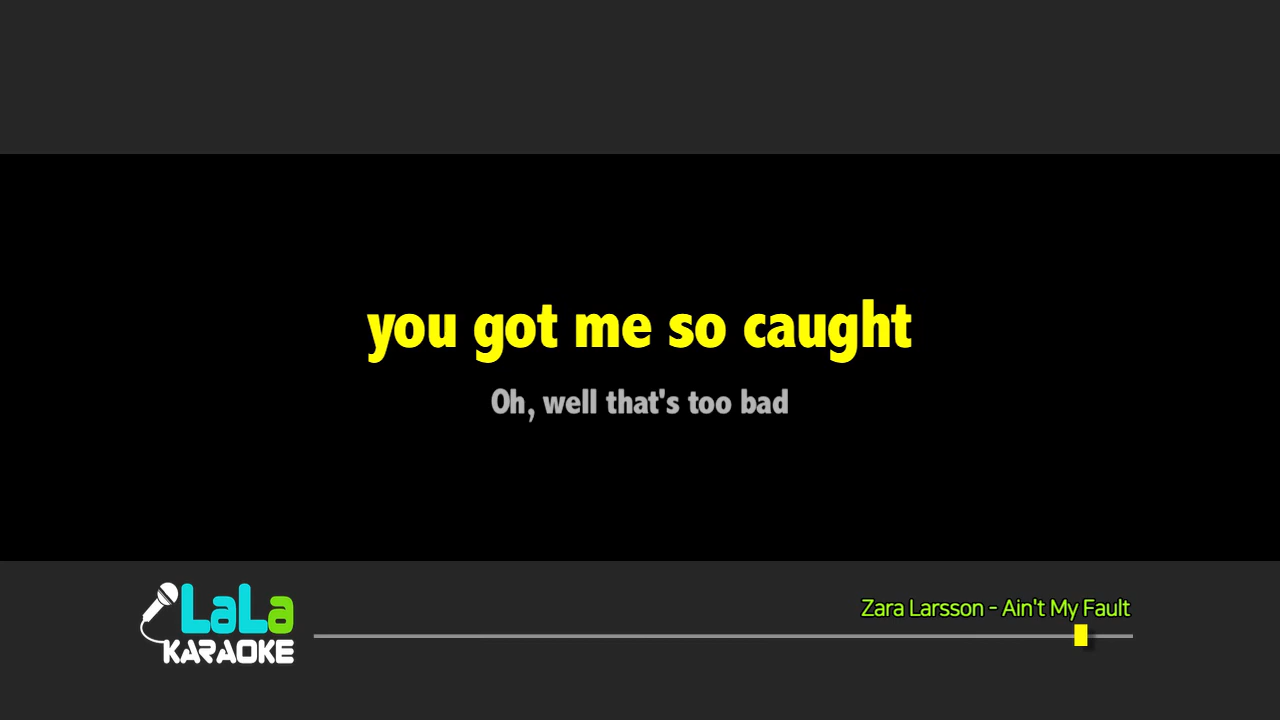 you got me so caught
Oh, well that's too bad
Zara Larsson - Ain't My Fault
LaLa
KARAOKE